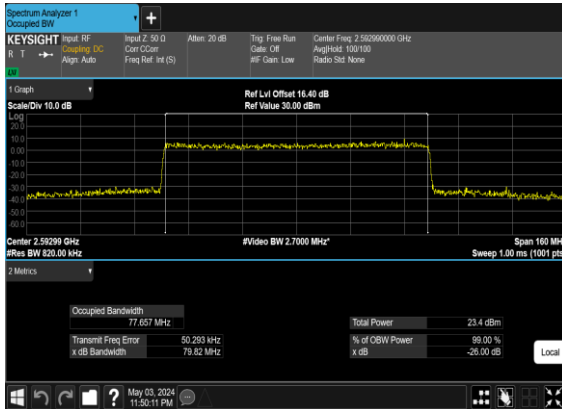 Spectrum Analyzer 1
Occupied BW
+
KEYSIGHT
R T
LXI
Input: RF
Coupling: DC
Align: Auto
Input Z: 50 Ω
Corr CCorr
Freq Ref: Int (S)
Atten: 20 dB
Trig: Free Run
Gate: Off
#IF Gain: Low
Center Freq: 2.592990000 GHz
Avg|Hold: 100/100
Radio Std: None
1 Graph
Scale/Div 10.0 dB
Ref Lvl Offset 16.40 dB
Ref Value 30.00 dBm
Log
20.0
10.0
0.00
-10.0
-20.0
-30.0
-40.0
-50.0
-60.0
Center 2.59299 GHz
#Res BW 820.00 kHz
#Video BW 2.7000 MHz*
Span 160 MH
Sweep 1.00 ms (1001 pts
2 Metrics
Occupied Bandwidth
77.657 MHz
Transmit Freq Error 50.293 kHz
x dB Bandwidth 79.82 MHz
Total Power 23.4 dBm
% of OBW Power 99.00 %
x dB -26.00 dB
Local
?
May 03, 2024
11:50:11 PM